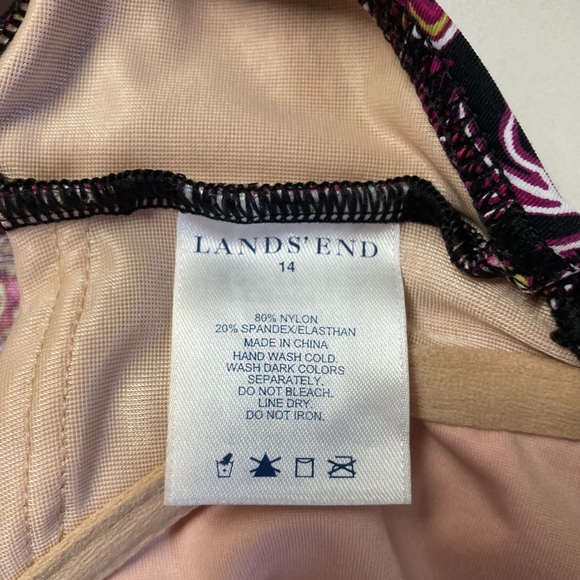 LANDS' END
14
80% NYLON
20% SPANDEX/ELASTHAN
MADE IN CHINA
HAND WASH COLD.
WASH DARK COLORS
SEPARATELY.
DO NOT BLEACH.
LINE DRY.
DO NOT IRON.